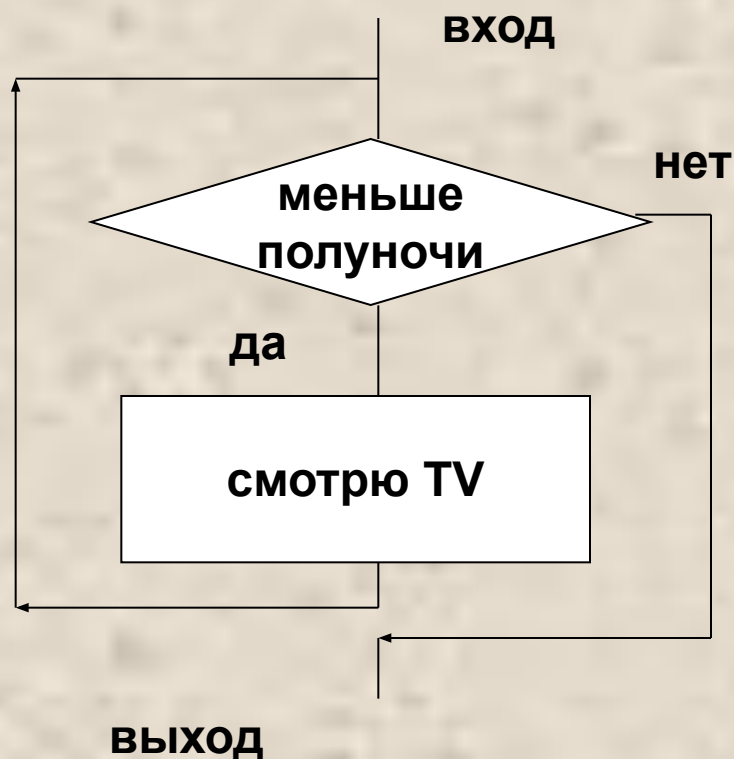 вход
нет
меньше
полуночи
да
смотрю TV
выход